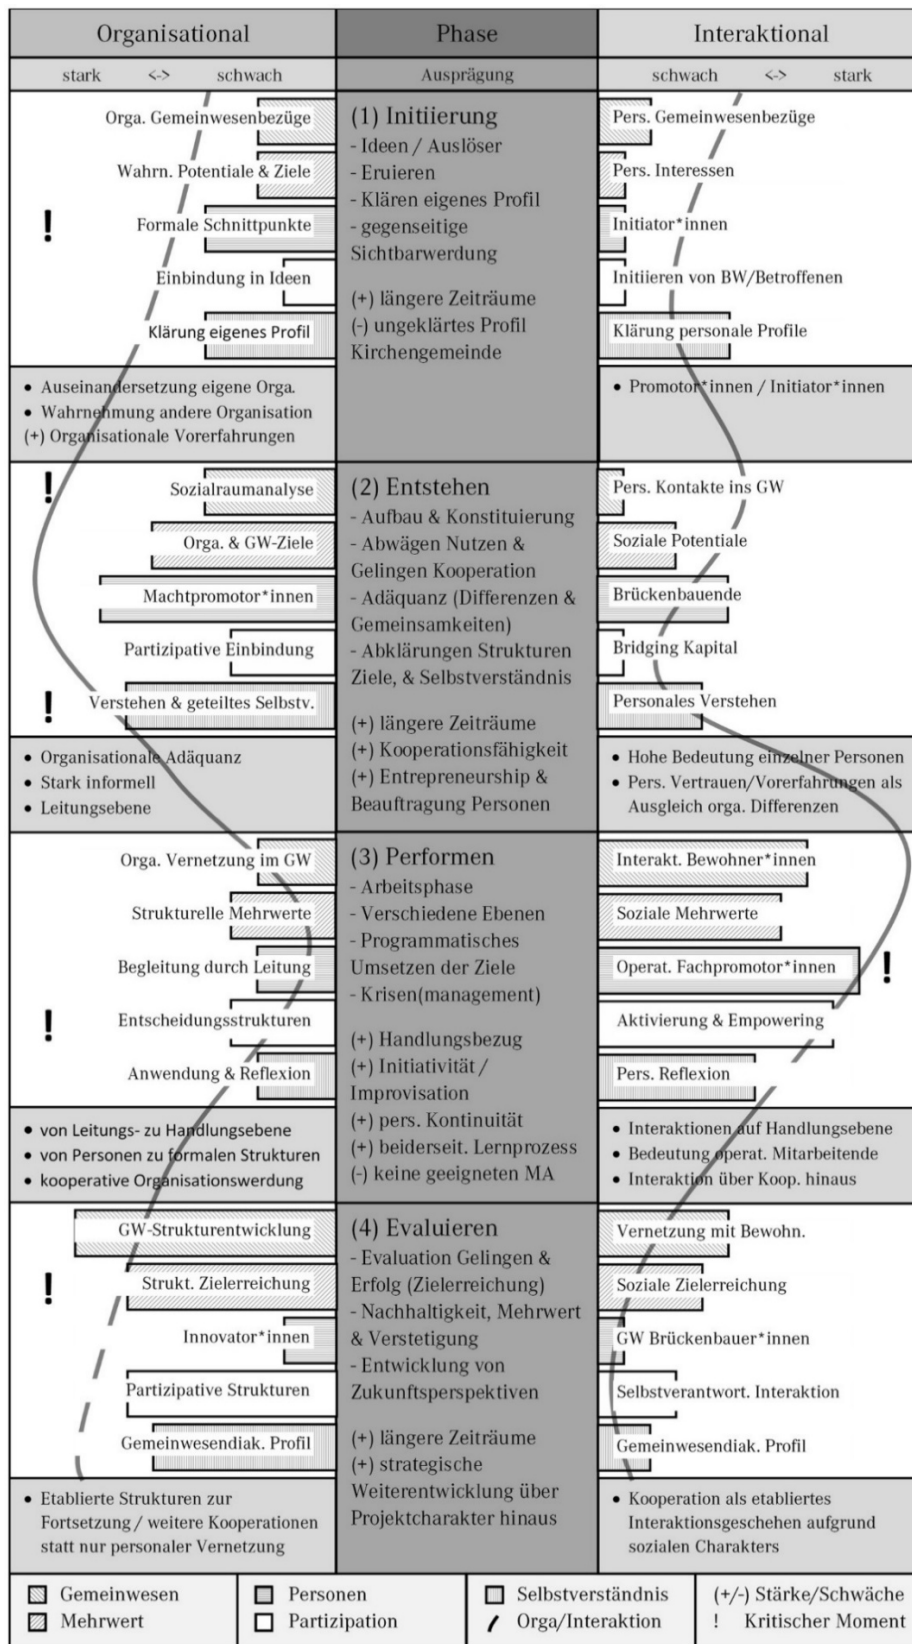 Organisational
Phase
Interaktional
stark <-> schwach
Ausprägung
schwach <-> stark
Orga. Gemeinwesenbezüge
Wahrn. Potentiale & Ziele
!
Formale Schnittpunkte
Einbindung in Ideen
Klärung eigenes Profil
(1) Initiierung
- Ideen / Auslöser
- Eruieren
- Klären eigenes Profil
- gegenseitige
Sichtbarwerdung
(+) längere Zeiträume
(-) ungeklärtes Profil
Kirchengemeinde
Pers. Gemeinwesenbezüge
Pers. Interessen
Initiator*innen
Initiieren von BW/Betroffenen
Klärung personale Profile
• Auseinandersetzung eigene Orga.
• Wahrnehmung andere Organisation
(+) Organisationale Vorerfahrungen
• Promotor*innen / Initiator*innen
!
Sozialraumanalyse
Orga. & GW-Ziele
Machtpromotor*innen
Partizipative Einbindung
!
Verstehen & geteiltes Selbstv.
(2) Entstehen
- Aufbau & Konstituierung
- Abwägen Nutzen &
Gelingen Kooperation
- Adäquanz (Differenzen &
Gemeinsamkeiten)
- Abklärungen Strukturen
Ziele, & Selbstverständnis
(+) längere Zeiträume
(+) Kooperationsfähigkeit
(+) Entrepreneurship &
Beauftragung Personen
Pers. Kontakte ins GW
Soziale Potentiale
Brückenbauende
Bridging Kapital
Personales Verstehen
• Organisationale Adäquanz
• Stark informell
• Leitungsebene
• Hohe Bedeutung einzelner Personen
• Pers. Vertrauen/Vorerfahrungen als
Ausgleich orga. Differenzen
Orga. Vernetzung im GW
Strukturelle Mehrwerte
Begleitung durch Leitung
!
Entscheidungsstrukturen
Anwendung & Reflexion
(3) Performen
- Arbeitsphase
- Verschiedene Ebenen
- Programmatisches
Umsetzen der Ziele
- Krisen(management)
(+) Handlungsbezug
(+) Initiativität /
Improvisation
(+) pers. Kontinuität
(+) beiderseit. Lernprozess
(-) keine geeigneten MA
Interakt. Bewohner*innen
Soziale Mehrwerte
Operat. Fachpromotor*innen
!
Aktivierung & Empowering
Pers. Reflexion
• von Leitungs- zu Handlungsebene
• von Personen zu formalen Strukturen
• kooperative Organisationswerdung
• Interaktionen auf Handlungsebene
• Bedeutung operat. Mitarbeitende
• Interaktion über Koop. hinaus
GW-Strukturentwicklung
!
Strukt. Zielerreichung
Innovator*innen
Partizipative Strukturen
Gemeinwesendiak. Profil
(4) Evaluieren
- Evaluation Gelingen &
Erfolg (Zielerreichung)
- Nachhaltigkeit, Mehrwert
& Verstetigung
- Entwicklung von
Zukunftsperspektiven
(+) längere Zeiträume
(+) strategische
Weiterentwicklung über
Projektcharakter hinaus
Vernetzung mit Bewohn.
Soziale Zielerreichung
GW Brückenbauer*innen
Selbstverantwort. Interaktion
Gemeinwesendiak. Profil
• Etablierte Strukturen zur
Fortsetzung / weitere Kooperationen
statt nur personaler Vernetzung
• Kooperation als etabliertes
Interaktionsgeschehen aufgrund
sozialen Charakters
Gemeinwesen
Mehrwert
Personen
Partizipation
Selbstverständnis
Orga/Interaktion
(+/-) Stärke/Schwäche
! Kritischer Moment